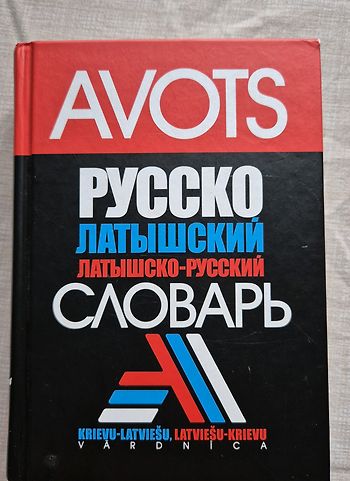 AVOTS
РУССКО
ЛАТЫШСКИЙ
ЛАТЫШСКО-РУССКИЙ
СЛОВАРЬ
KRIEVU-LATVIEŠU, LATVIEŠU-KRIEVU
VĀRDNĪCA